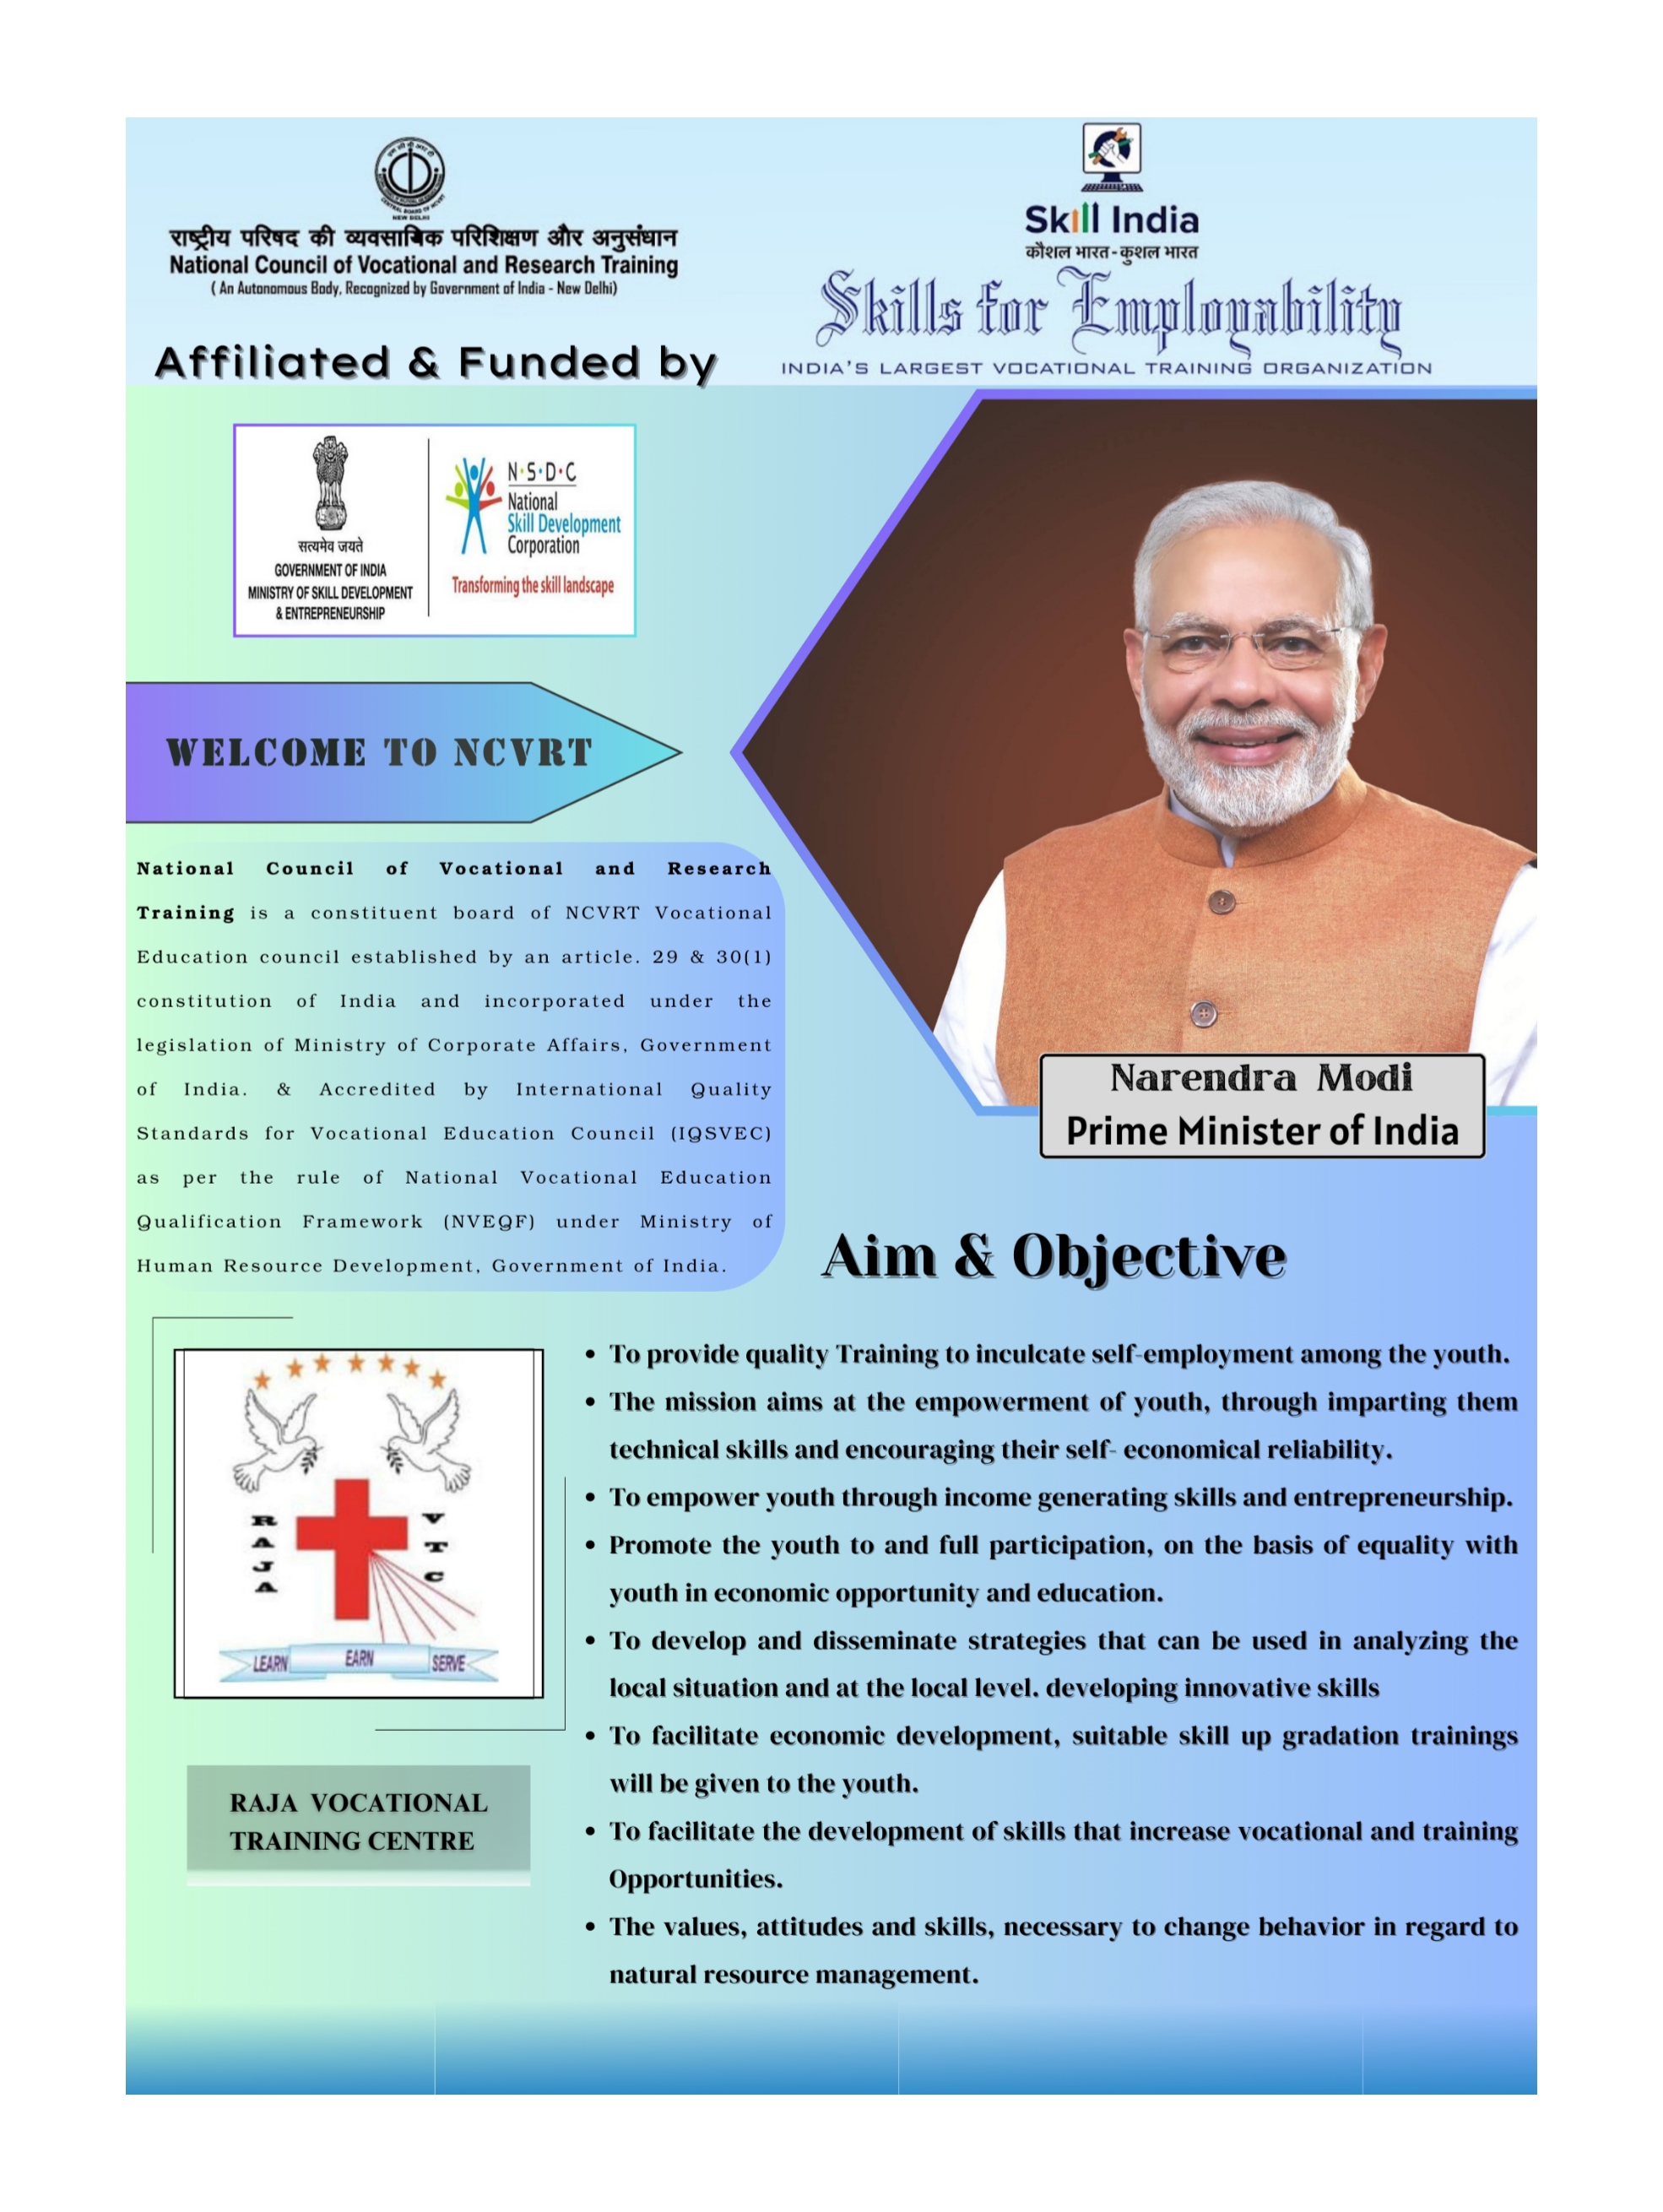 NEW DELHI
राष्ट्रीय परिषद की व्यवसायिक परिशिक्षण और अनुसंधान
National Council of Vocational and Research Training
( An Autonomous Body, Recognized by Government of India - New Delhi)
Affiliated & Funded by
Skill India
कौशल भारत-कुशल भारत
Skills for Employability
INDIA'S LARGEST VOCATIONAL TRAINING ORGANIZATION
सत्यमेव जयते
GOVERNMENT OF INDIA
MINISTRY OF SKILL DEVELOPMENT
& ENTREPRENEURSHIP
N·S·D·C
National
Skill Development
Corporation
Transforming the skill landscape
WELCOME TO NCVRT
National Council of Vocational and Research
Training is a constituent board of NCVRT Vocational
Education council established by an article. 29 & 30(1)
constitution of India and incorporated under the
legislation of Ministry of Corporate Affairs, Government
of India. & Accredited by International Quality
Standards for Vocational Education Council (IQSVEC)
as per the rule of National Vocational Education
Qualification Framework (NVEQF) under Ministry of
Human Resource Development, Government of India.
Narendra Modi
Prime Minister of India
Aim & Objective
• To provide quality Training to inculcate self-employment among the youth.
• The mission aims at the empowerment of youth, through imparting them
technical skills and encouraging their self- economical reliability.
• To empower youth through income generating skills and entrepreneurship.
• Promote the youth to and full participation, on the basis of equality with
youth in economic opportunity and education.
• To develop and disseminate strategies that can be used in analyzing the
local situation and at the local level. developing innovative skills
• To facilitate economic development, suitable skill up gradation trainings
will be given to the youth.
• To facilitate the development of skills that increase vocational and training
Opportunities.
• The values, attitudes and skills, necessary to change behavior in regard to
natural resource management.
RAJA
VTC
LEARN EARN SERVE
RAJA VOCATIONAL
TRAINING CENTRE